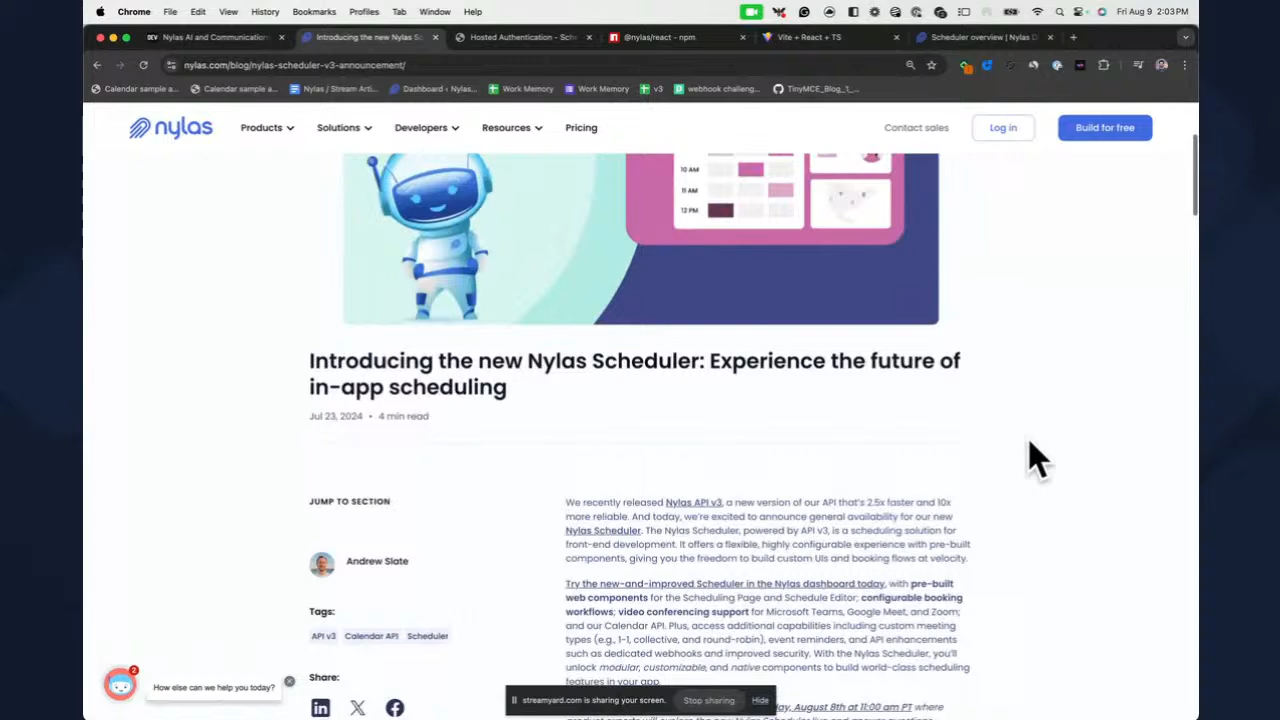 Chrome File Edit View History Bookmarks Profiles Tab Window Help Fri Aug 9 2:03 PM
DEV Nylas AI and Communication Introducing the new Nylas Sc Hosted Authentication - Sche @nylas/react - npm Vite + React + TS Scheduler overview | Nylas D
nylas.com/blog/nylas-scheduler-v3-announcement/
Calendar sample a... Calendar sample a... Nylas / Stream Arti... Dashboard ‹ Nylas... Work Memory Work Memory v3 webhook challeng... TinyMCE_Blog_1_...
nylas Products Solutions Developers Resources Pricing Contact sales Log in Build for free
10 AM
11 AM
12 PM
Introducing the new Nylas Scheduler: Experience the future of
in-app scheduling
Jul 23, 2024 • 4 min read
JUMP TO SECTION
Andrew Slate
Tags:
API v3 Calendar API Scheduler
Share:
We recently released Nylas API v3, a new version of our API that's 2.5x faster and 10x
more reliable. And today, we're excited to announce general availability for our new
Nylas Scheduler. The Nylas Scheduler, powered by API v3, is a scheduling solution for
front-end development. It offers a flexible, highly configurable experience with pre-built
components, giving you the freedom to build custom UIs and booking flows at velocity.
Try the new-and-improved Scheduler in the Nylas dashboard today, with pre-built
web components for the Scheduling Page and Schedule Editor; configurable booking
workflows; video conferencing support for Microsoft Teams, Google Meet, and Zoom;
and our Calendar API. Plus, access additional capabilities including custom meeting
types (e.g., 1-1, collective, and round-robin), event reminders, and API enhancements
such as dedicated webhooks and improved security. With the Nylas Scheduler, you'll
unlock modular, customizable, and native components to build world-class scheduling
features in your app.
August 8th at 11:00 am PT where
2
How else can we help you today?
streamyard.com is sharing your screen. Stop sharing Hide